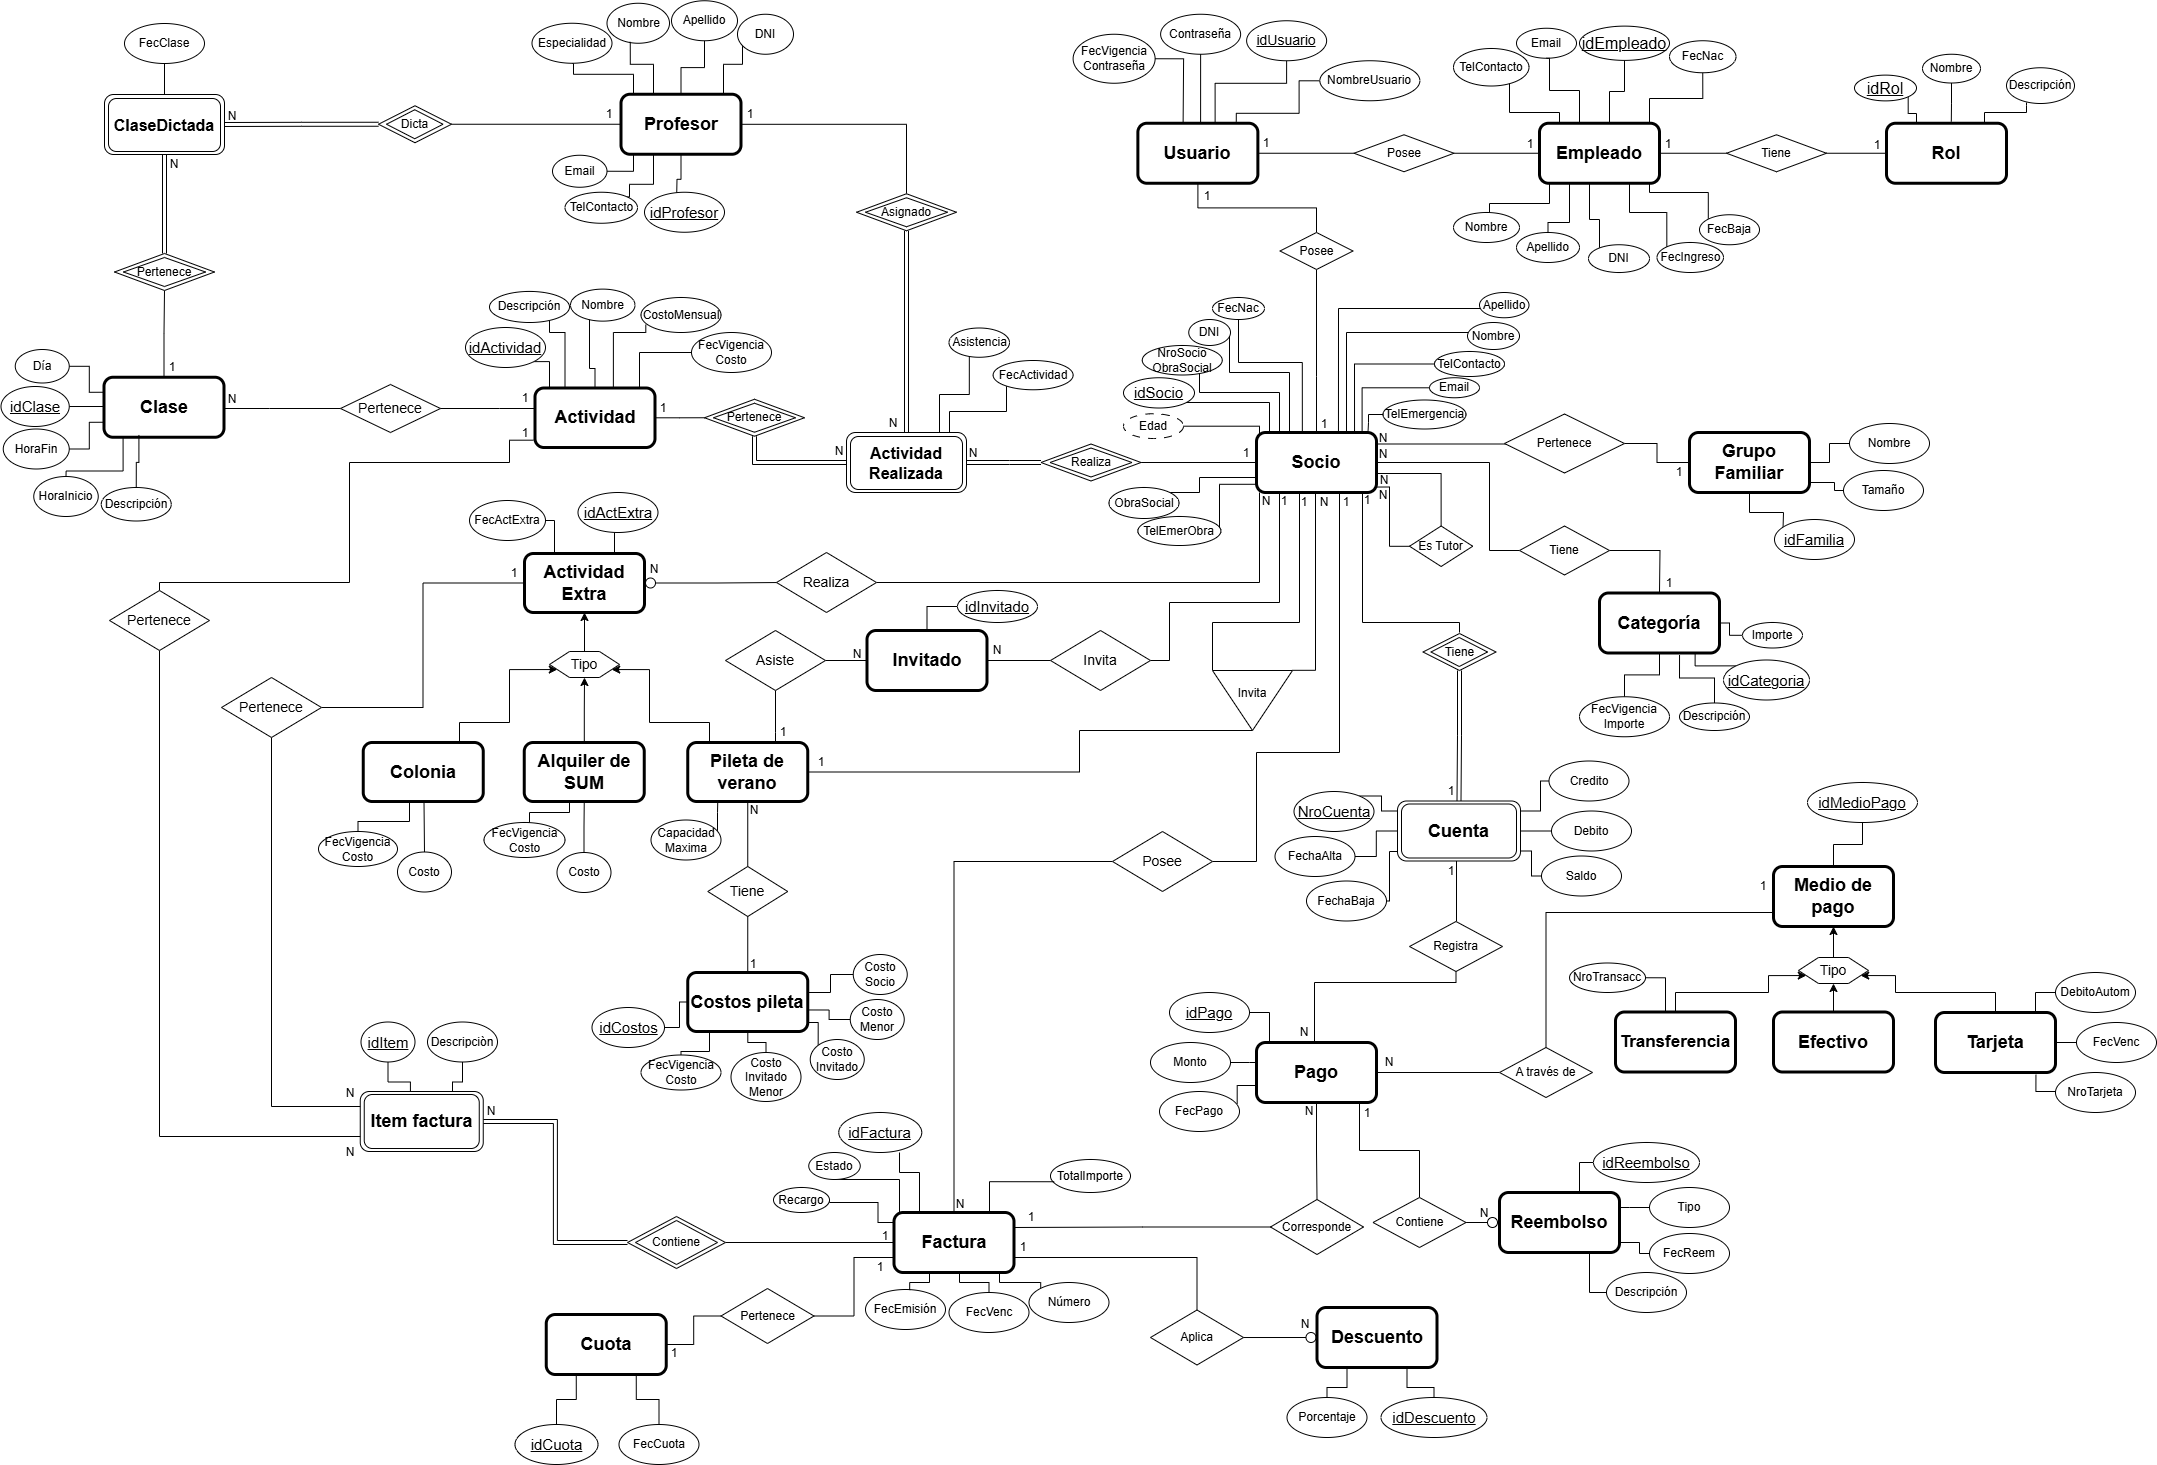 FecClase
ClaseDictada
N
N
Dicta
1
Especialidad
Nombre
Apellido
DNI
Profesor
1
Email
TelContacto
idProfesor
Asignado
N
Pertenece
1
Día
idClase
HoraFin
HoraInicio
Descripción
Clase
N
Pertenece
1
1
idActividad
Descripción
Nombre
CostoMensual
FecVigencia
Costo
Actividad
1
Pertenece
N
Asistencia
FecActividad
Actividad
Realizada
N
Realiza
1
FecVigencia
Contraseña
Contraseña
idUsuario
NombreUsuario
Usuario
1
Posee
1
1
Posee
1
TelContacto
Email
idEmpleado
FecNac
Empleado
Nombre
Apellido
DNI
FecIngreso
FecBaja
1
Tiene
1
idRol
Nombre
Descripción
Rol
FecNac
DNI
NroSocio
ObraSocial
idSocio
Edad
Apellido
Nombre
TelContacto
Email
TelEmergencia
Socio
ObraSocial
TelEmerObra
N
1
1
N
1
1
N
N
N
N
Es Tutor
Pertenece
1
Grupo
Familiar
Nombre
Tamaño
idFamilia
Tiene
1
Categoría
Importe
idCategoria
Descripción
FecVigencia
Importe
FecActExtra
idActExtra
Actividad
Extra
1
N
Realiza
Tipo
Pertenece
Pertenece
idInvitado
Invitado
N
N
Asiste
Invita
1
Invita
1
Tiene
1
Colonia
FecVigencia
Costo
Costo
Alquiler de
SUM
FecVigencia
Costo
Costo
Pileta de
verano
Capacidad
Maxima
N
Tiene
1
Costos pileta
idCostos
FecVigencia
Costo
Costo
Invitado
Menor
Costo
Invitado
Costo
Menor
Costo
Socio
Posee
N
NroCuenta
FechaAlta
FechaBaja
Cuenta
Credito
Debito
Saldo
1
Registra
N
idMedioPago
1
Medio de
pago
Tipo
NroTransacc
Transferencia
Efectivo
Tarjeta
DebitoAutom
FecVenc
NroTarjeta
idPago
Monto
FecPago
Pago
N
A través de
N
1
idItem
Descripciòn
N
N
Item factura
N
Contiene
1
idFactura
Estado
Recargo
TotalImporte
Factura
1
Corresponde
Contiene
N
Reembolso
idReembolso
Tipo
FecReem
Descripción
1
FecEmisión
FecVenc
Número
1
Pertenece
1
Cuota
idCuota
FecCuota
Aplica
N
Descuento
Porcentaje
idDescuento